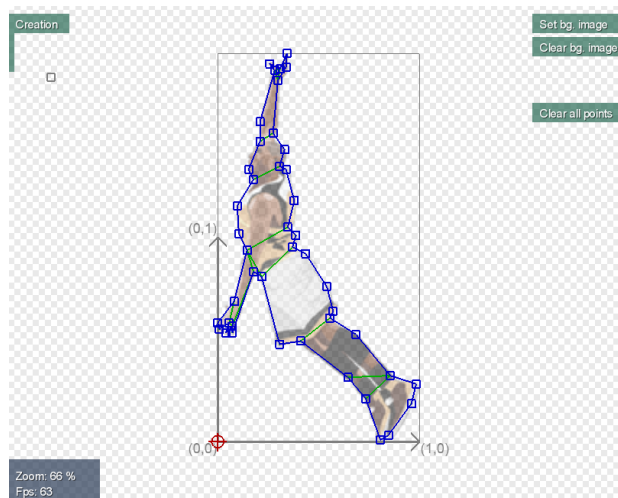 Creation
Set bg. image
Clear bg. image
Clear all points
(0,1)
(0,0)
(1,0)
Zoom: 66 %
Fps: 63